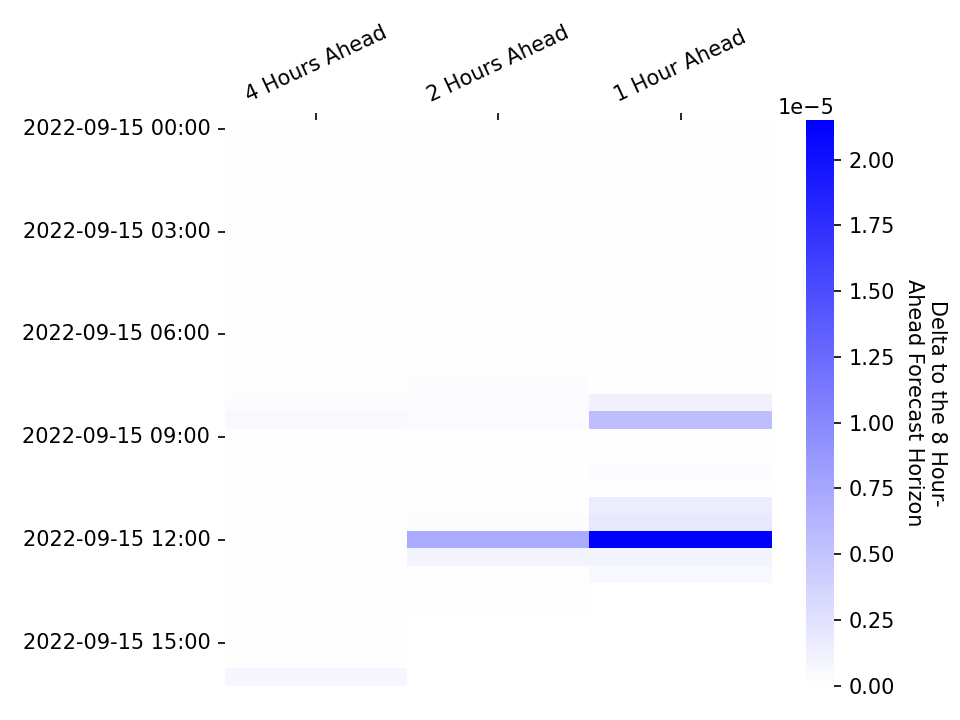 4 Hours Ahead
2 Hours Ahead
1 Hour Ahead
1e−5
2022-09-15 00:00
2022-09-15 03:00
2022-09-15 06:00
2022-09-15 09:00
2022-09-15 12:00
2022-09-15 15:00
2.00
1.75
1.50
1.25
1.00
0.75
0.50
0.25
0.00
Delta to the 8 Hour-
Ahead Forecast Horizon